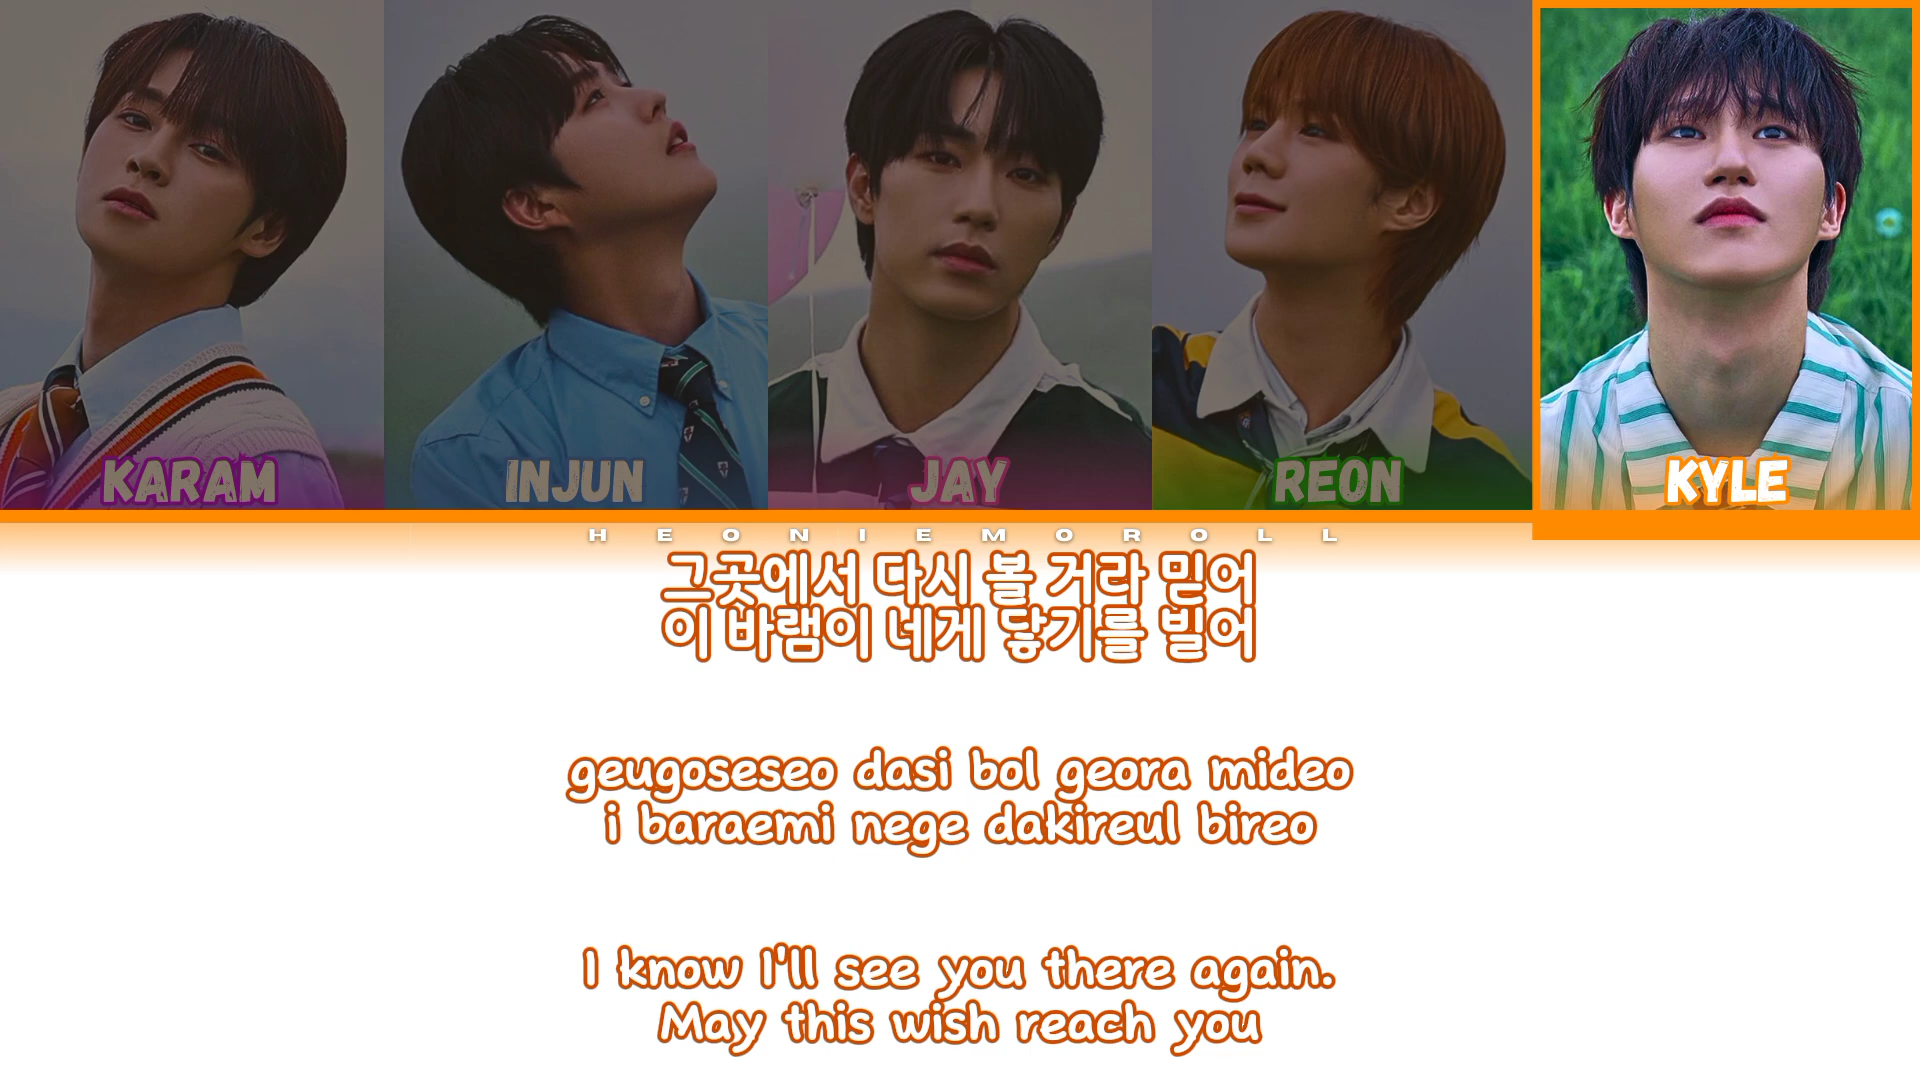 KARAM
INJUN
JAY
REON
KYLE
HEONIEMOROLL
그곳에서 다시 볼 거라 믿어
이 바램이 네게 닿기를 빌어
geugoseseo dasi bol geora mideo
i baraemi nege dakireul bireo
I know I'll see you there again.
May this wish reach you